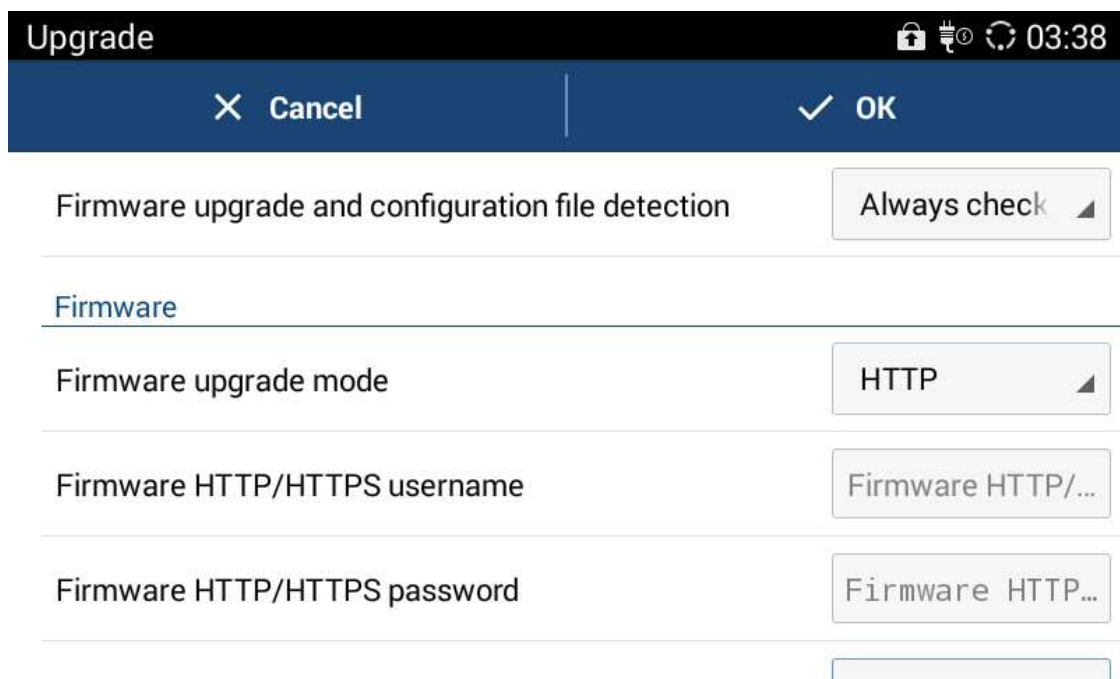 Upgrade 03:38
Cancel OK
Firmware upgrade and configuration file detection Always check
Firmware
Firmware upgrade mode HTTP
Firmware HTTP/HTTPS username Firmware HTTP/...
Firmware HTTP/HTTPS password Firmware HTTP...